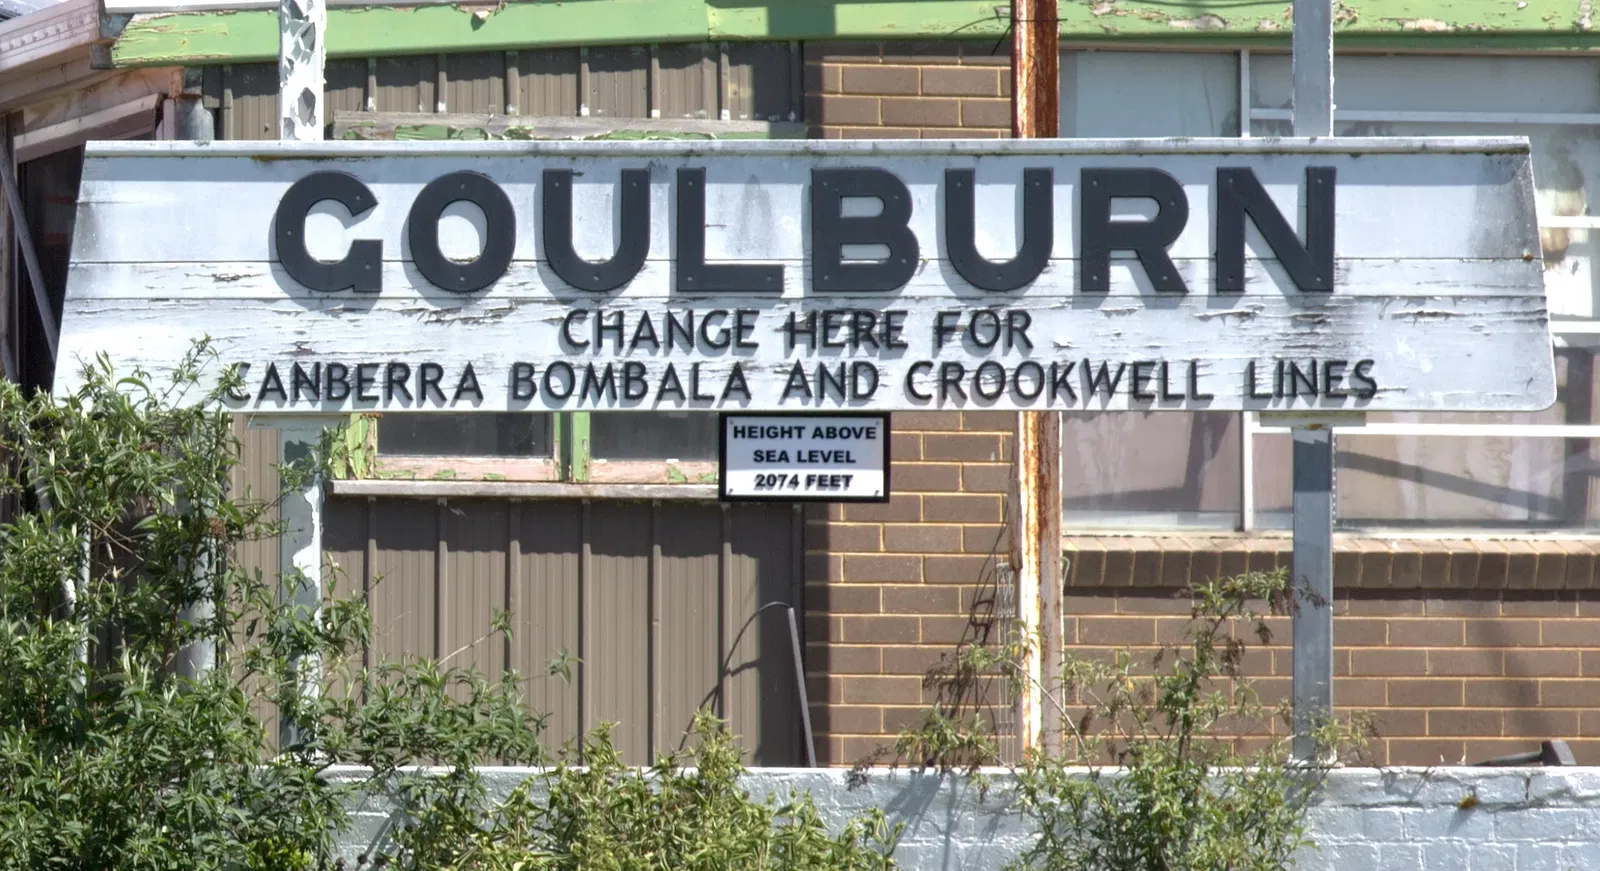 GOULBURN
CHANGE HERE FOR
CANBERRA BOMBALA AND CROOKWELL LINES
HEIGHT ABOVE
SEA LEVEL
2074 FEET